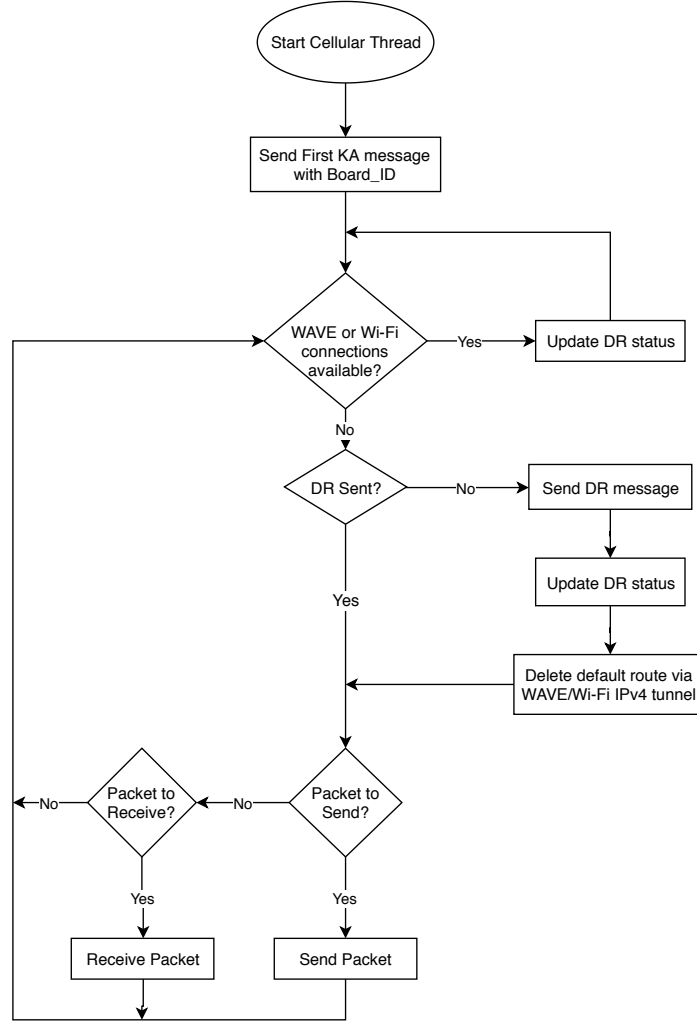 Start Cellular Thread
Send First KA message
with Board_ID
WAVE or Wi-Fi
connections
available?
Yes
Update DR status
No
DR Sent?
No
Send DR message
Update DR status
Yes
Delete default route via
WAVE/Wi-Fi IPv4 tunnel
No
Packet to
Receive?
No
Packet to
Send?
Yes
Yes
Receive Packet
Send Packet